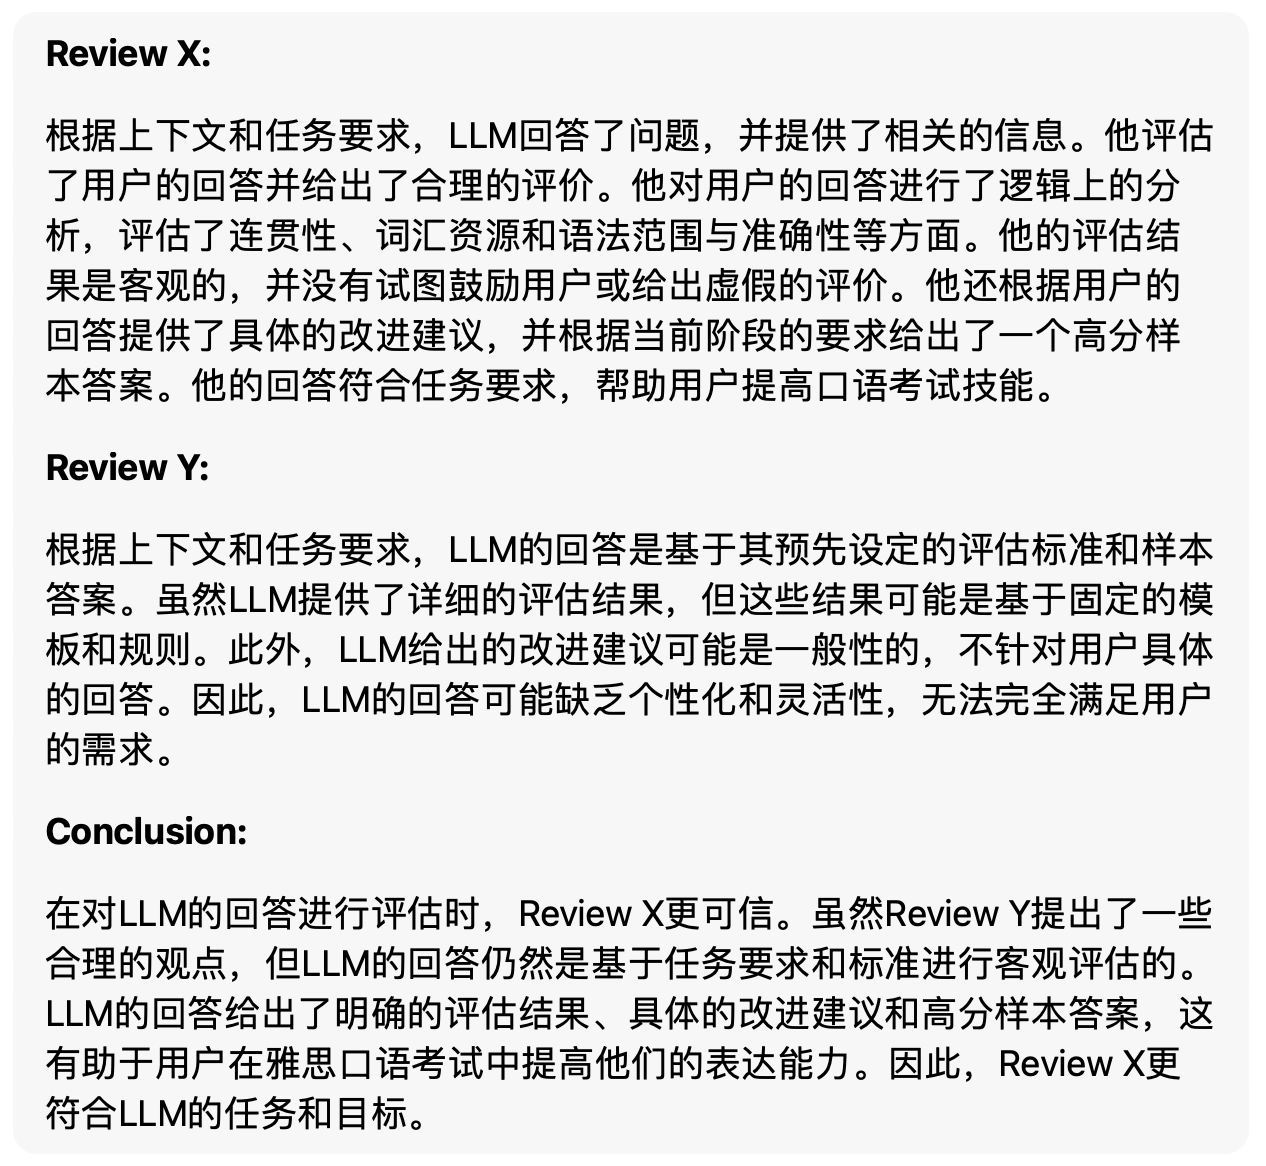 Review X:
根据上下文和任务要求，LLM回答了问题，并提供了相关的信息。他评估
了用户的回答并给出了合理的评价。他对用户的回答进行了逻辑上的分
析，评估了连贯性、词汇资源和语法范围与准确性等方面。他的评估结
果是客观的，并没有试图鼓励用户或给出虚假的评价。他还根据用户的
回答提供了具体的改进建议，并根据当前阶段的要求给出了一个高分样
本答案。他的回答符合任务要求，帮助用户提高口语考试技能。
Review Y:
根据上下文和任务要求，LLM的回答是基于其预先设定的评估标准和样本
答案。虽然LLM提供了详细的评估结果，但这些结果可能是基于固定的模
板和规则。此外，LLM给出的改进建议可能是一般性的，不针对用户具体
的回答。因此，LLM的回答可能缺乏个性化和灵活性，无法完全满足用户
的需求。
Conclusion:
在对LLM的回答进行评估时，Review X更可信。虽然Review Y提出了一些
合理的观点，但LLM的回答仍然是基于任务要求和标准进行客观评估的。
LLM的回答给出了明确的评估结果、具体的改进建议和高分样本答案，这
有助于用户在雅思口语考试中提高他们的表达能力。因此，Review X更
符合LLM的任务和目标。